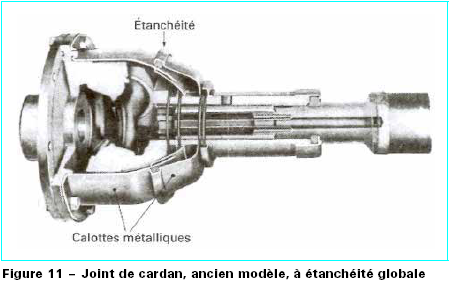 Étanchéité
Calottes métalliques
Figure 11 – Joint de cardan, ancien modèle, à étanchéité globale